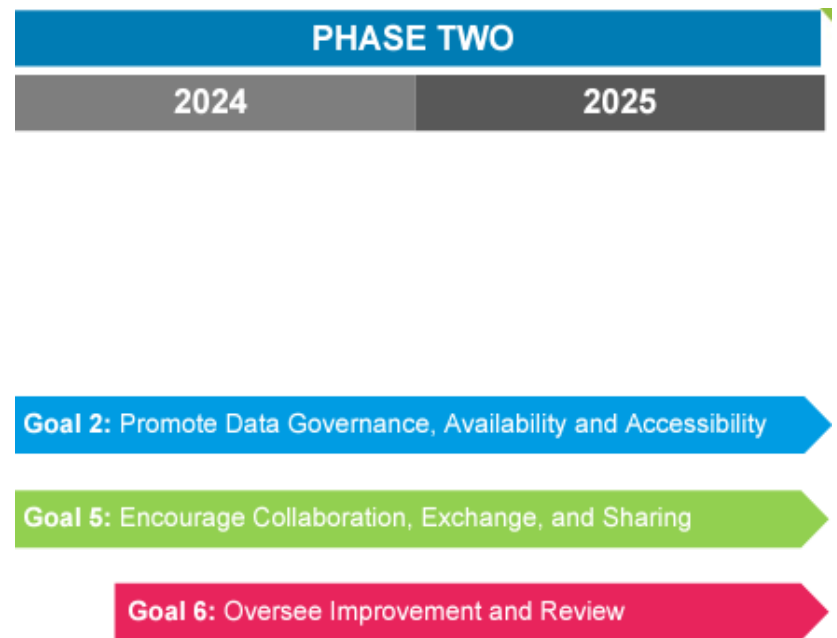 PHASE TWO
2024 2025
Goal 2: Promote Data Governance, Availability and Accessibility
Goal 5: Encourage Collaboration, Exchange, and Sharing
Goal 6: Oversee Improvement and Review